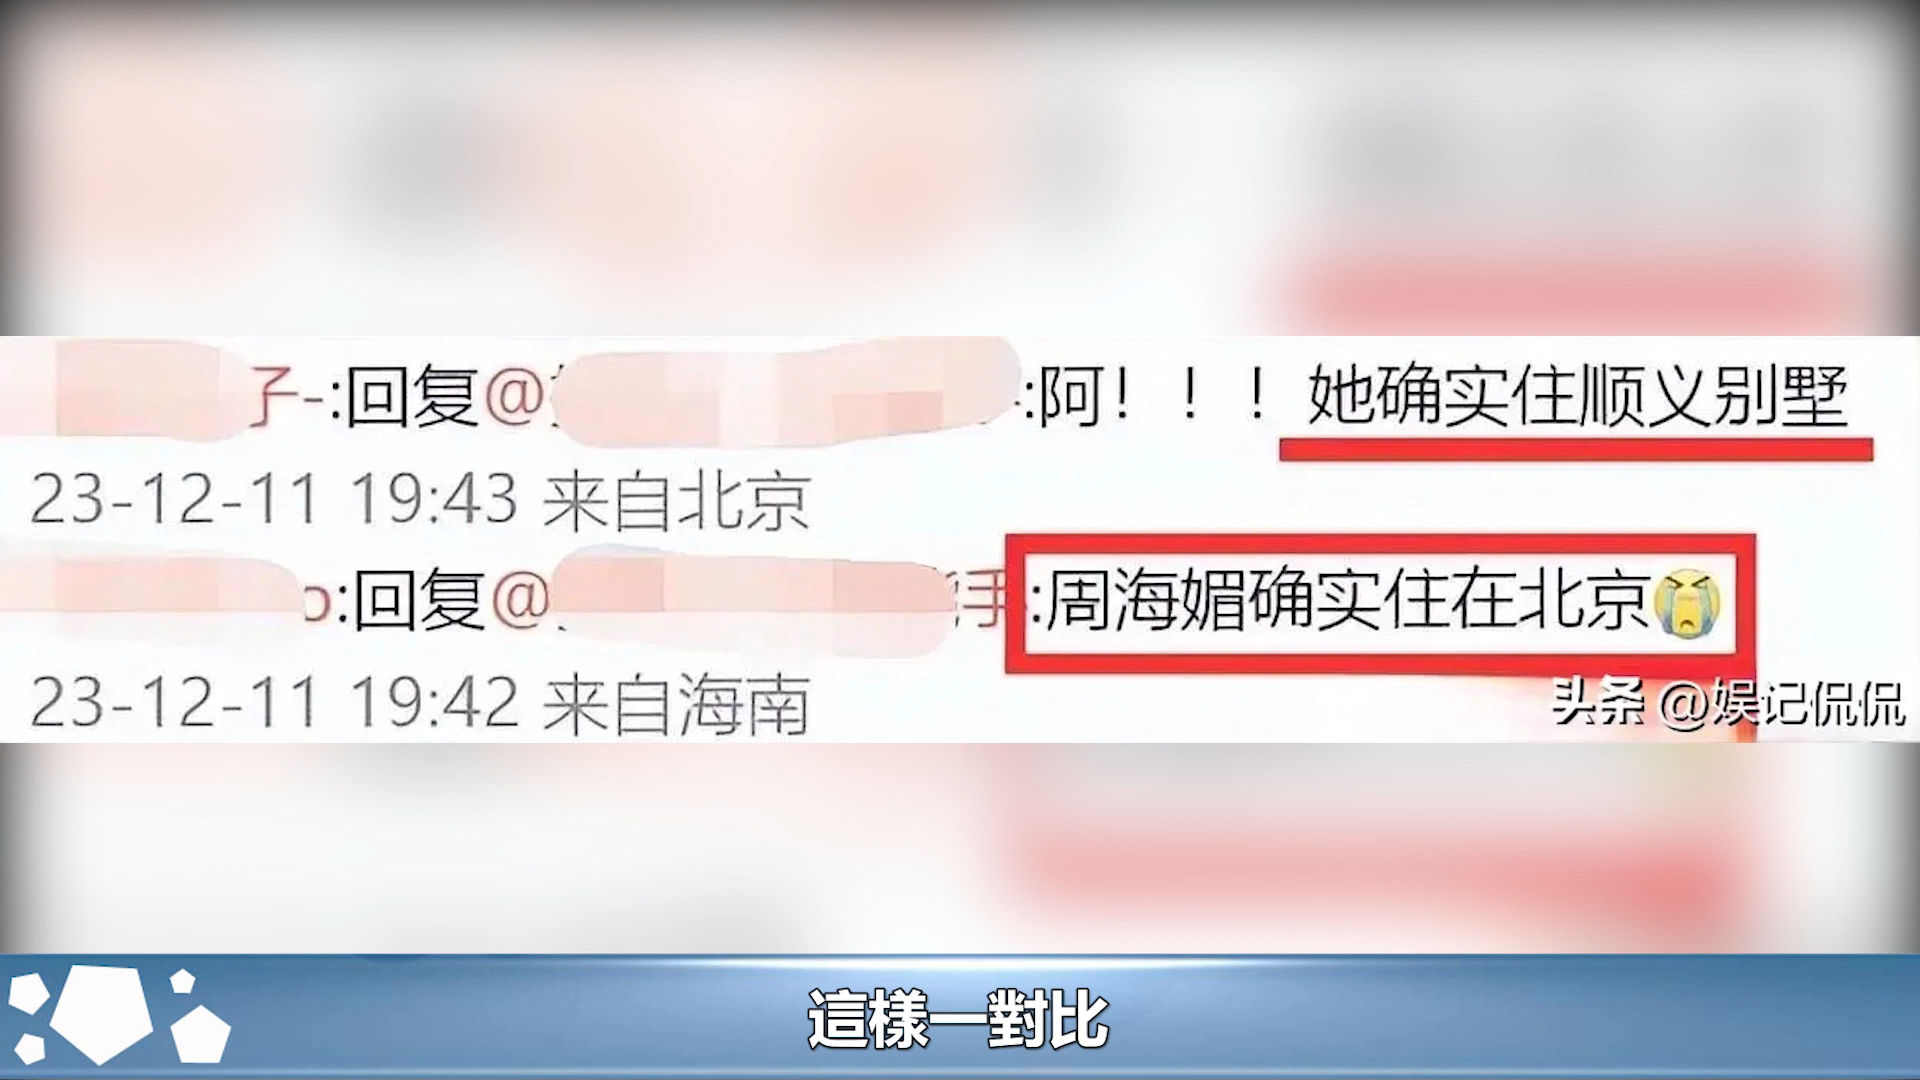 子-:回复@ :阿！！！她确实住顺义别墅
23-12-11 19:43 来自北京
o:回复@ 手:周海媚确实住在北京😭
23-12-11 19:42 来自海南
头条 @娱记侃侃
這樣一對比